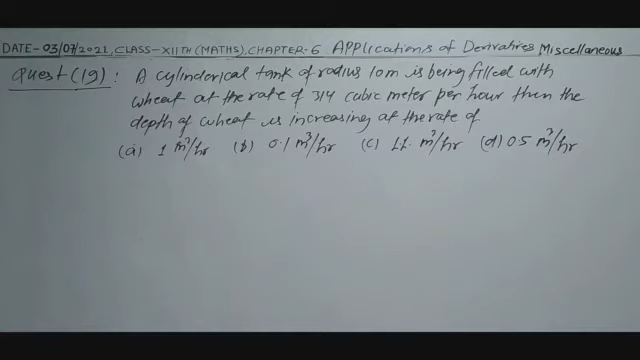 DATE-03/07/2021, CLASS-XIITH (MATHS), CHAPTER-6 Applications of Derivatives Miscellaneous
Quest(19): A cylinderical tank of radius 10m is being filled with
wheat at the rate of 314 cubic meter per hour then the
depth of wheat is increasing at the rate of
(a) 1 m³/hr (b) 0.1 m³/hr (c) 1.1 m³/hr (d) 0.5 m³/hr